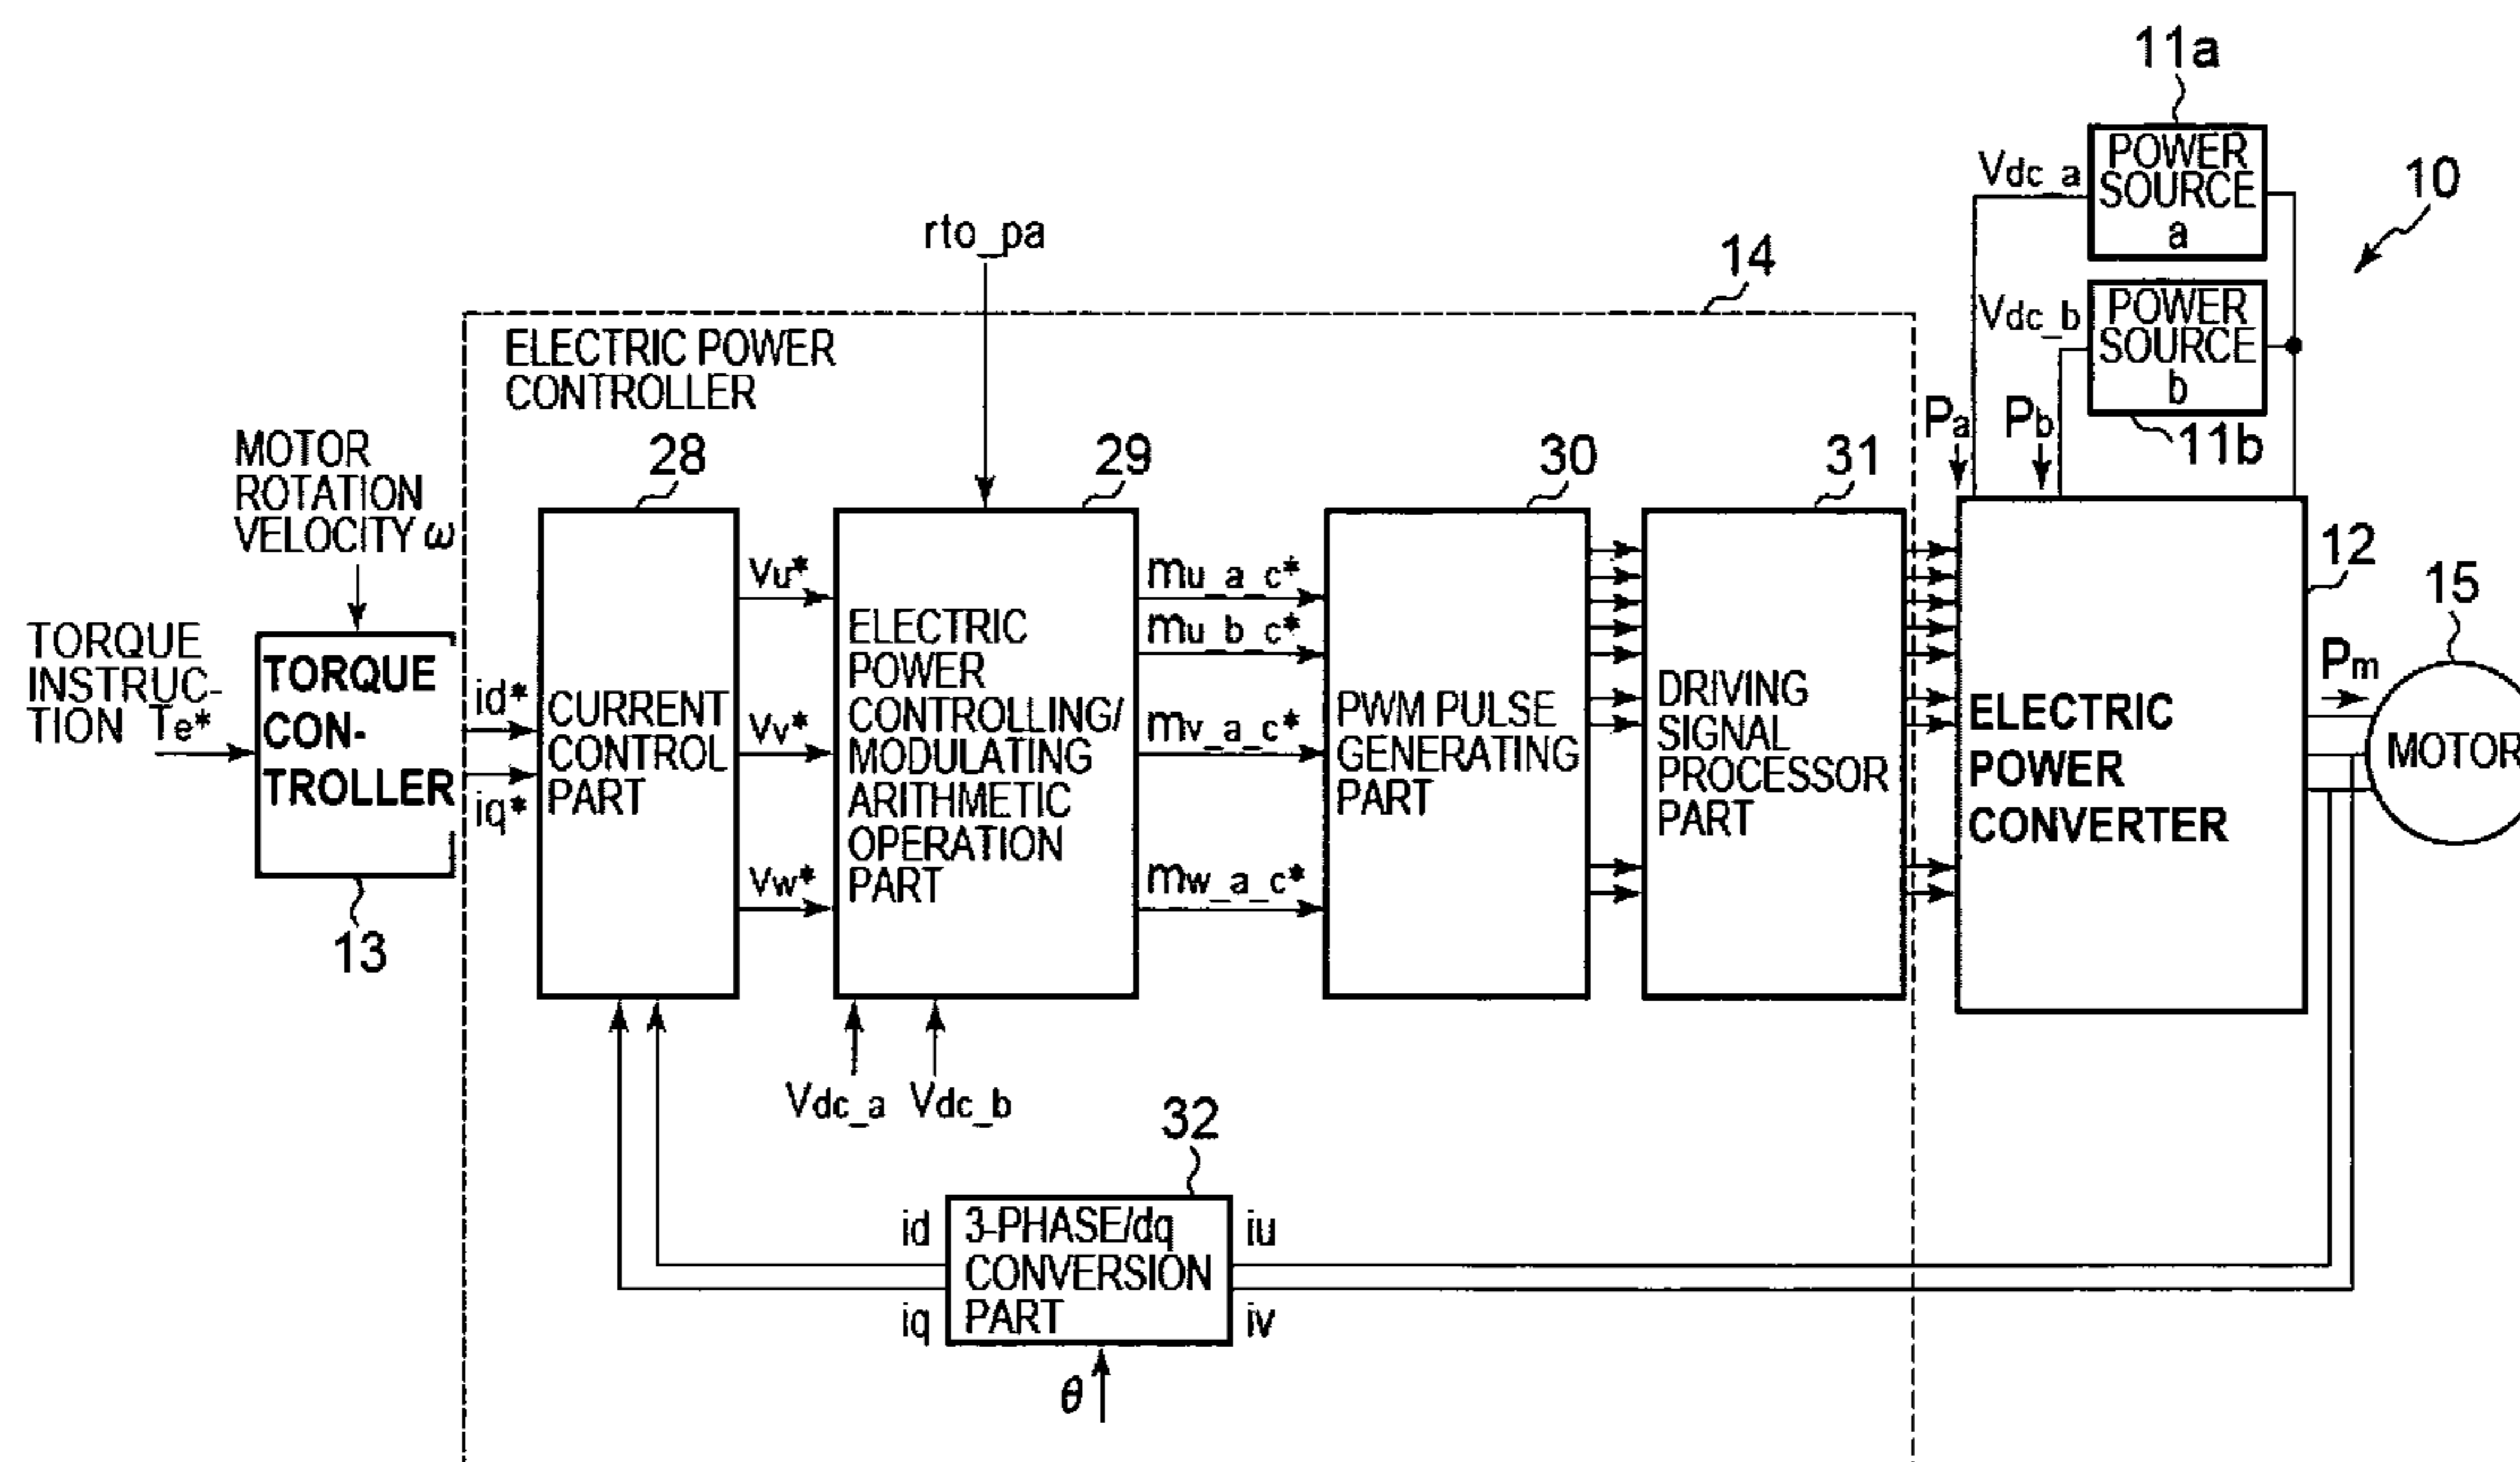 11a
POWER
SOURCE
a
Vdc_a
10
rto_pa
14
POWER
SOURCE
b
Vdc_b
11b
Pa
Pb
ELECTRIC POWER
CONTROLLER
MOTOR
ROTATION
VELOCITY ω
28
29
30
31
12
15
TORQUE
INSTRUC-
TION Te*
TORQUE
CON-
TROLLER
13
id*
iq*
CURRENT
CONTROL
PART
vu*
vv*
vw*
ELECTRIC
POWER
CONTROLLING/
MODULATING
ARITHMETIC
OPERATION
PART
mu_a_c*
mu_b_c*
mv_a_c*
mw_a_c*
PWM PULSE
GENERATING
PART
DRIVING
SIGNAL
PROCESSOR
PART
ELECTRIC
POWER
CONVERTER
Pm
MOTOR
Vdc_a Vdc_b
32
id
iq
3-PHASE/dq
CONVERSION
PART
iu
iv
θ